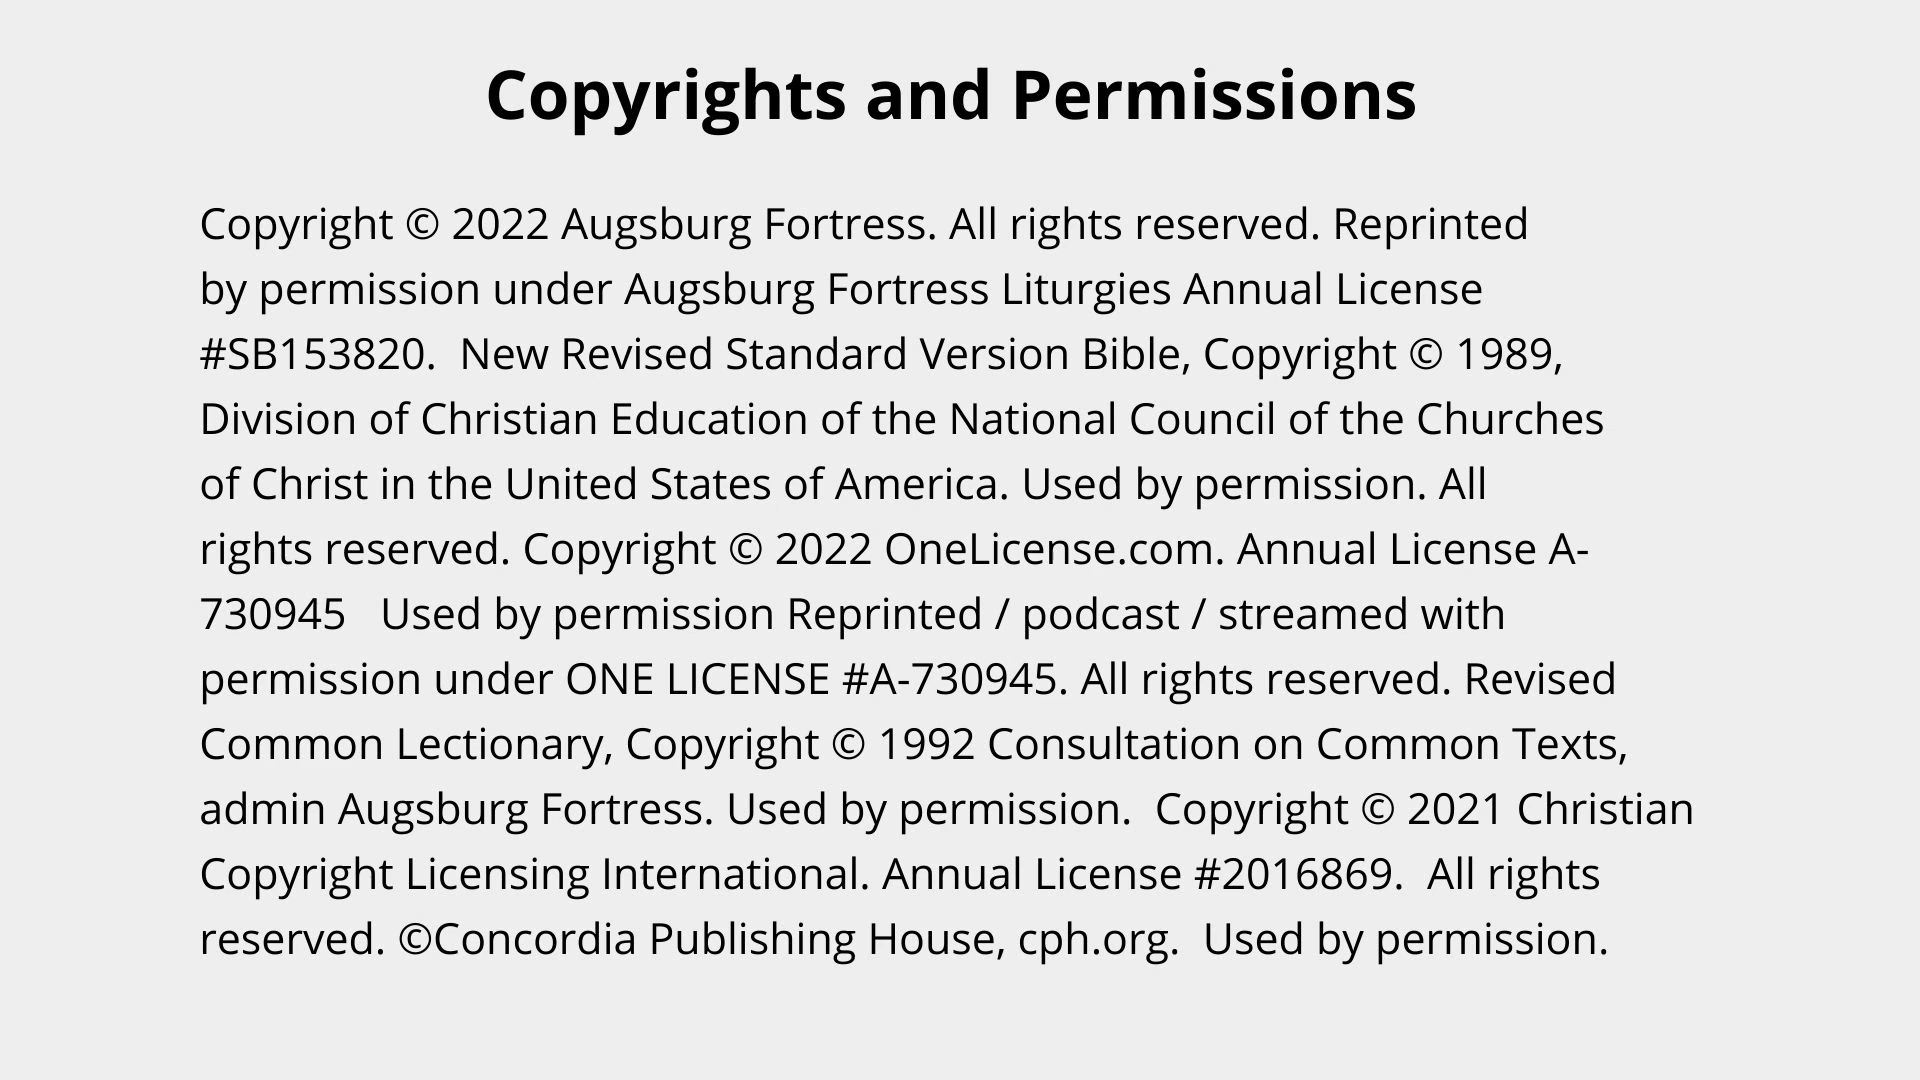 Copyrights and Permissions
Copyright © 2022 Augsburg Fortress. All rights reserved. Reprinted
by permission under Augsburg Fortress Liturgies Annual License
#SB153820.  New Revised Standard Version Bible, Copyright © 1989,
Division of Christian Education of the National Council of the Churches
of Christ in the United States of America. Used by permission. All
rights reserved. Copyright © 2022 OneLicense.com. Annual License A-
730945   Used by permission Reprinted / podcast / streamed with
permission under ONE LICENSE #A-730945. All rights reserved. Revised
Common Lectionary, Copyright © 1992 Consultation on Common Texts,
admin Augsburg Fortress. Used by permission.  Copyright © 2021 Christian
Copyright Licensing International. Annual License #2016869.  All rights
reserved. ©Concordia Publishing House, cph.org.  Used by permission.